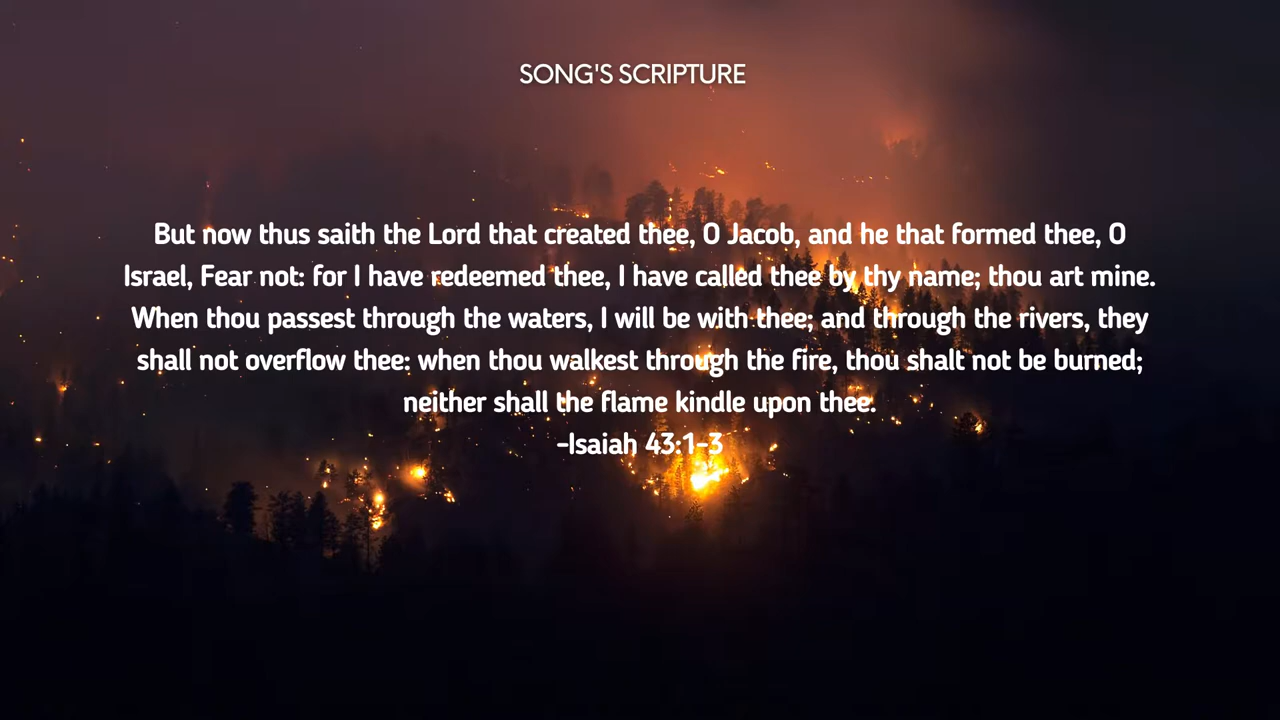 SONG'S SCRIPTURE
But now thus saith the Lord that created thee, O Jacob, and he that formed thee, O
Israel, Fear not: for I have redeemed thee, I have called thee by thy name; thou art mine.
When thou passest through the waters, I will be with thee; and through the rivers, they
shall not overflow thee: when thou walkest through the fire, thou shalt not be burned;
neither shall the flame kindle upon thee.
-Isaiah 43:1-3